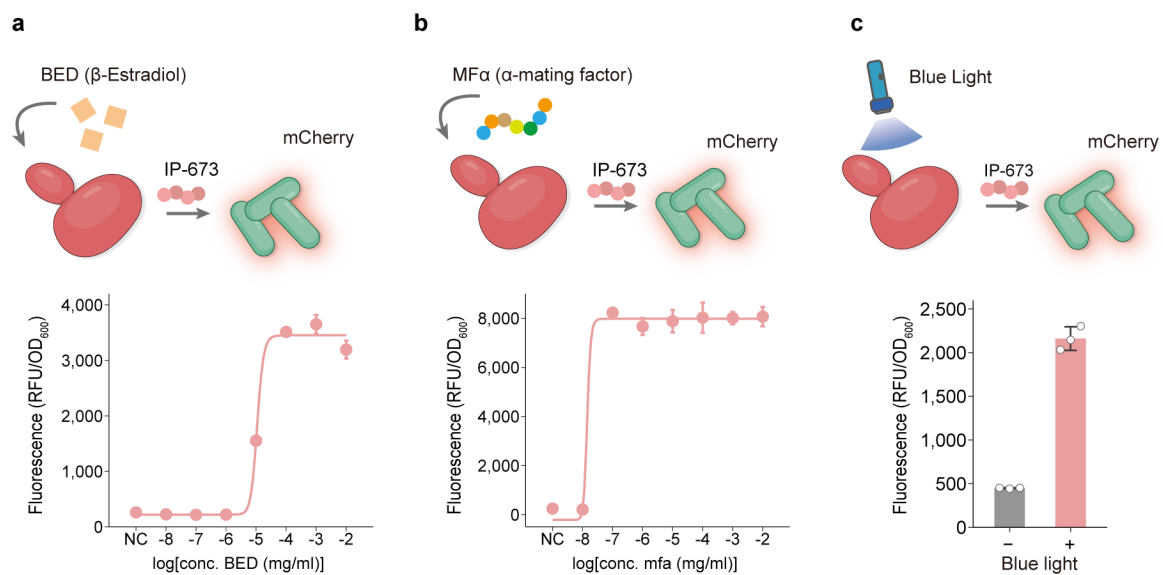 a
BED (β-Estradiol)
IP-673
mCherry
Fluorescence (RFU/OD600)
4,000
3,000
2,000
1,000
0
NC -8 -7 -6 -5 -4 -3 -2
log[conc. BED (mg/ml)]
b
MFα (α-mating factor)
IP-673
mCherry
Fluorescence (RFU/OD600)
8,000
6,000
4,000
2,000
0
NC -8 -7 -6 -5 -4 -3 -2
log[conc. mfa (mg/ml)]
c
Blue Light
IP-673
mCherry
Fluorescence (RFU/OD600)
2,500
2,000
1,500
1,000
500
0
− +
Blue light